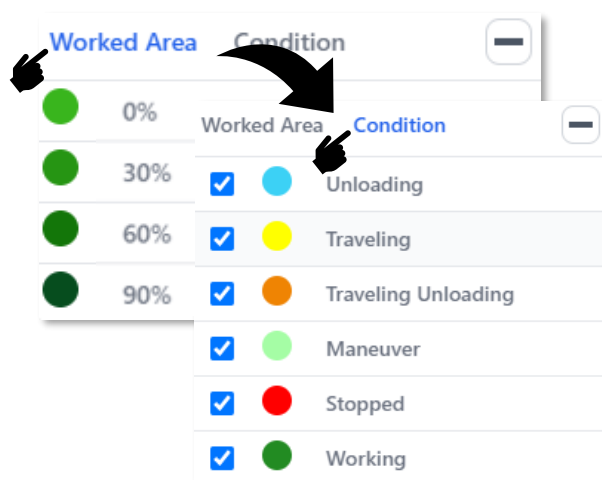 Worked Area Condition
0%
30%
60%
90%
Worked Area Condition
Unloading
Traveling
Traveling Unloading
Maneuver
Stopped
Working